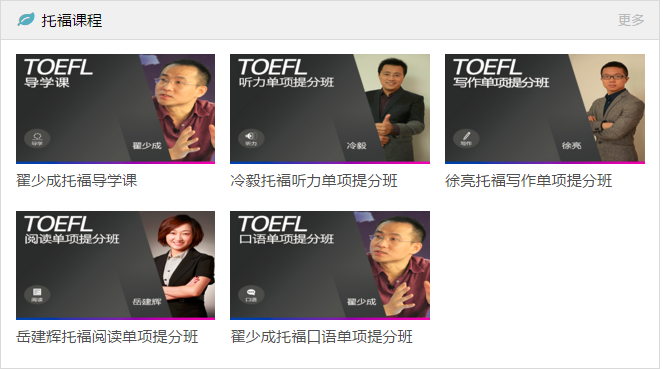 托福课程
更多
TOEFL
导学课
导学
翟少成
TOEFL
听力单项提分班
听力
冷毅
TOEFL
写作单项提分班
写作
徐亮
翟少成托福导学课
冷毅托福听力单项提分班
徐亮托福写作单项提分班
TOEFL
阅读单项提分班
阅读
岳建辉
TOEFL
口语单项提分班
口语
翟少成
岳建辉托福阅读单项提分班
翟少成托福口语单项提分班